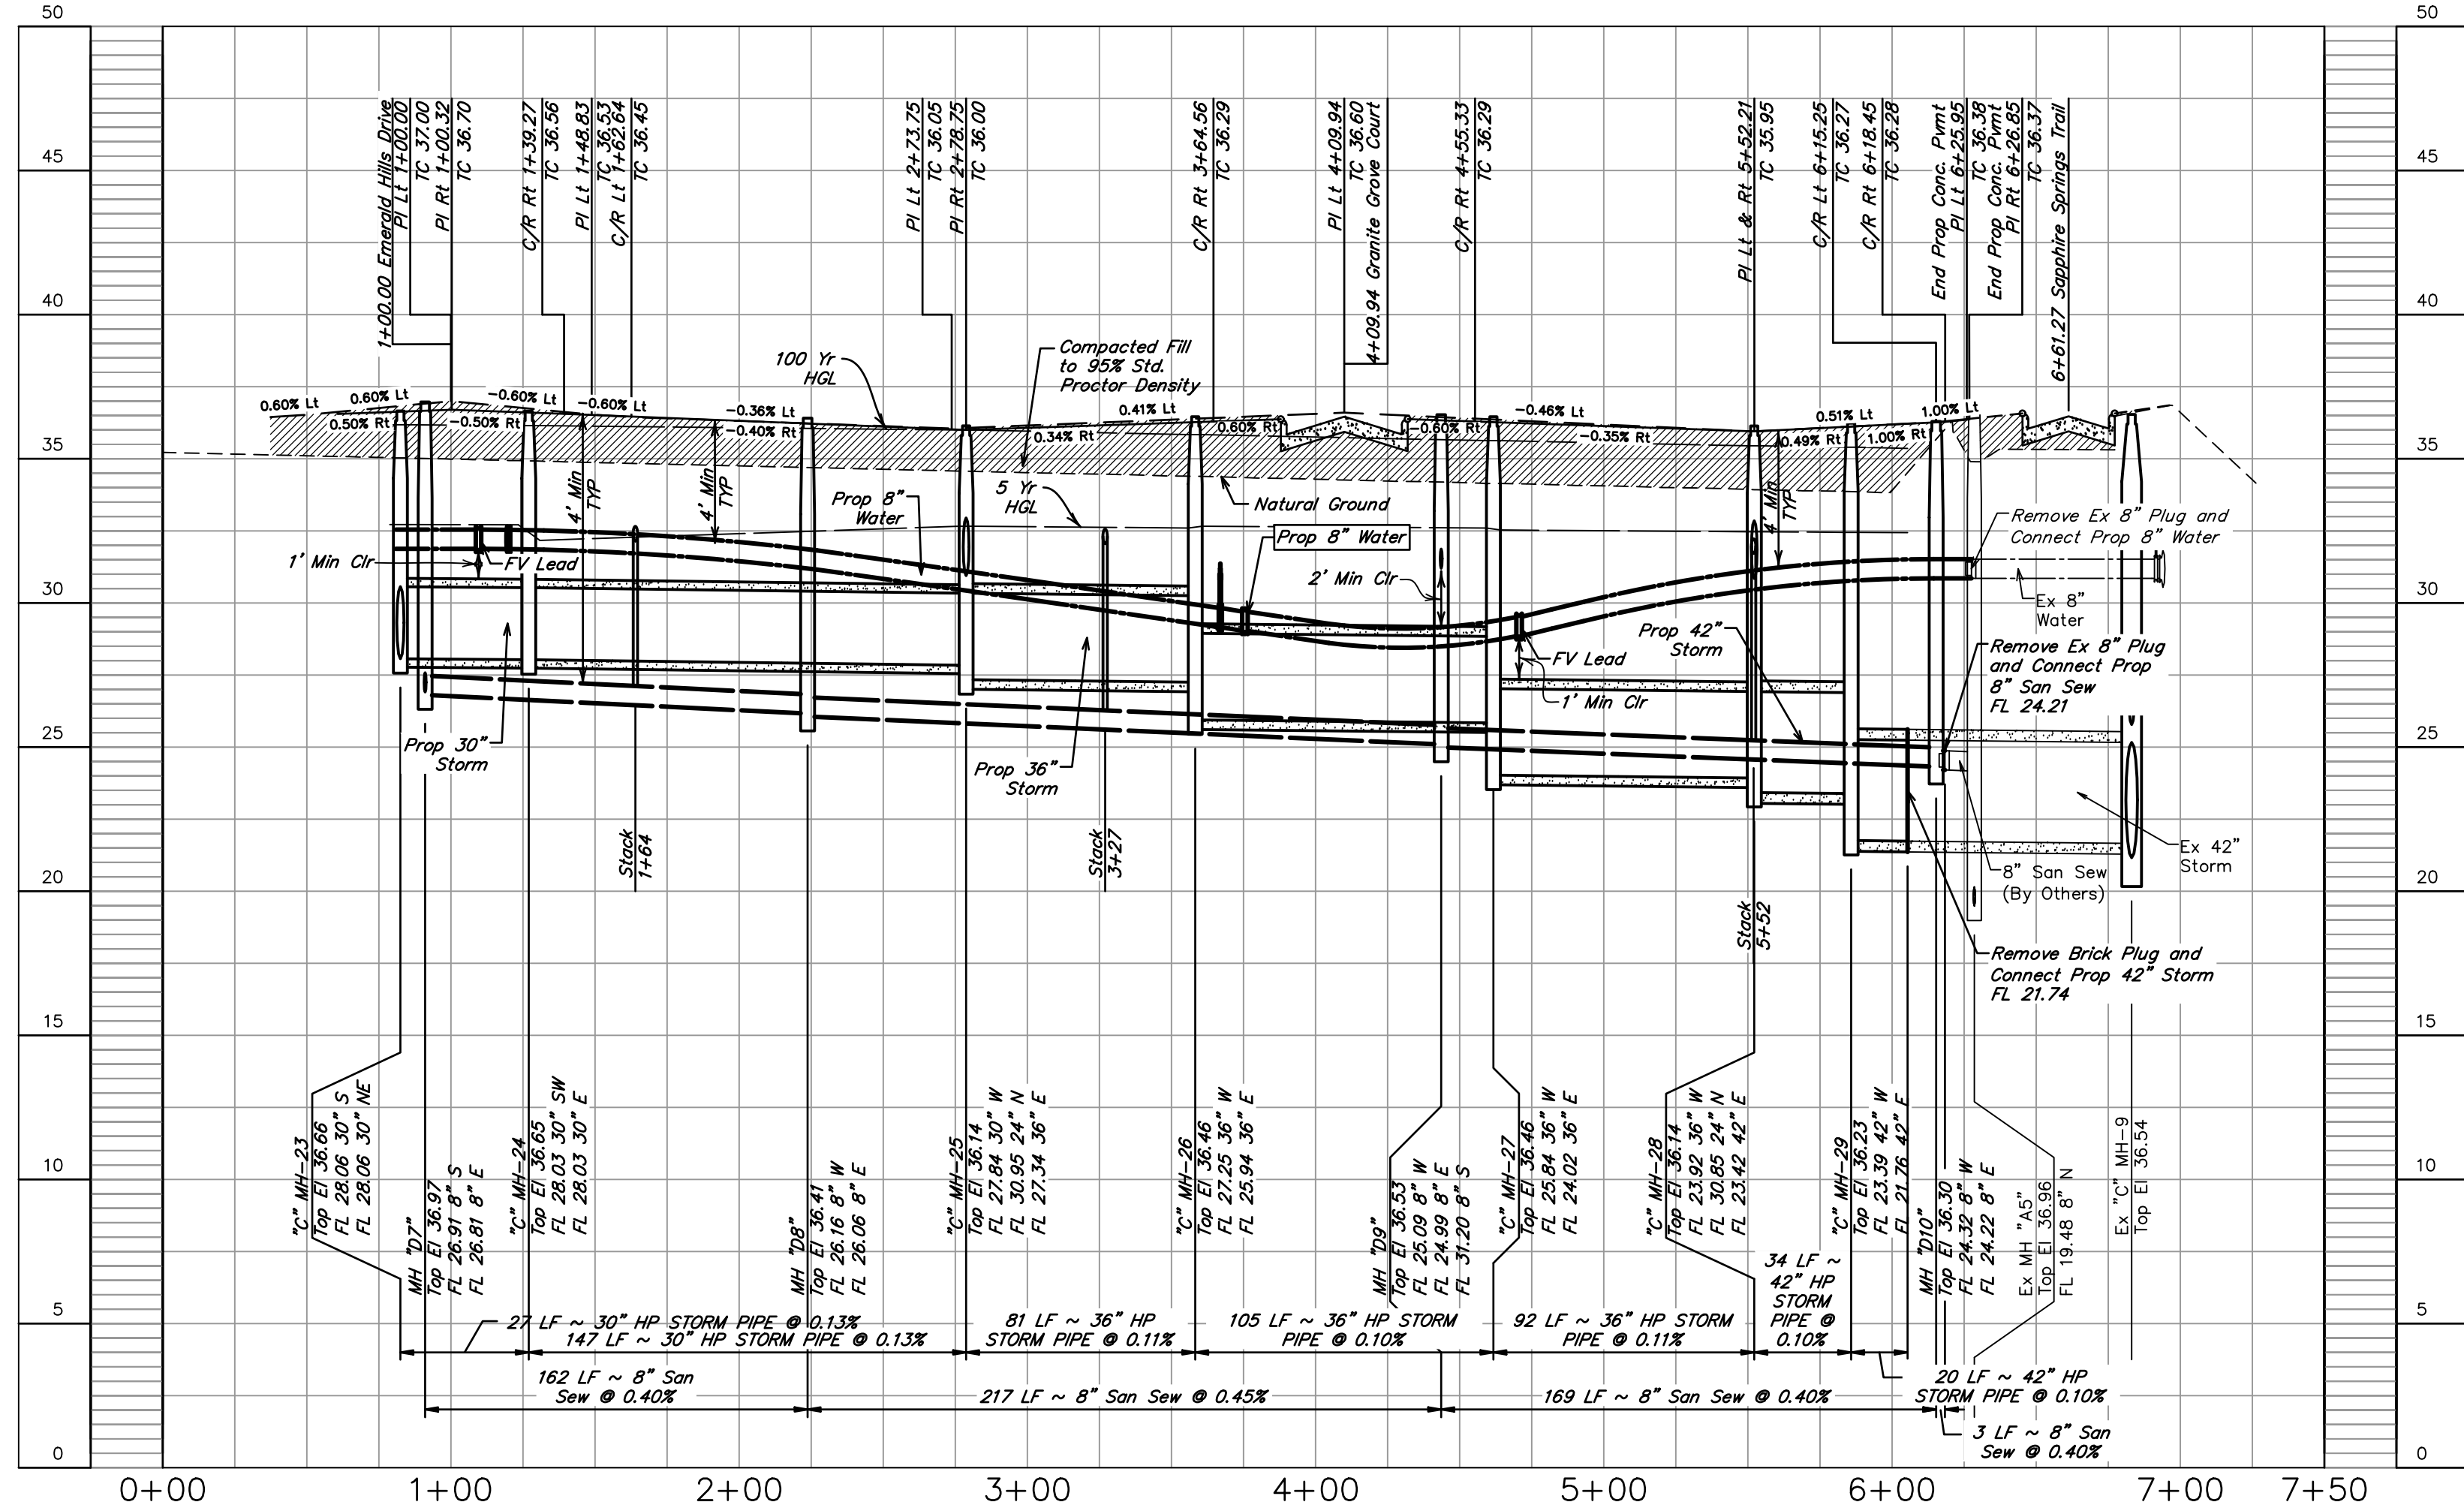 50
45
40
35
30
25
20
15
10
5
0
50
45
40
35
30
25
20
15
10
5
0
1+00.00 Emerald Hills Drive
PI Lt 1+00.00
TC 37.00
PI Rt 1+00.32
TC 36.70
C/R Rt 1+39.27
TC 36.56
PI Lt 1+48.83
TC 36.53
C/R Lt 1+62.64
TC 36.45
PI Lt 2+73.75
TC 36.05
PI Rt 2+78.75
TC 36.00
C/R Rt 3+64.56
TC 36.29
PI Lt 4+09.94
TC 36.60
4+09.94 Granite Grove Court
C/R Rt 4+55.33
TC 36.29
PI Lt & Rt 5+52.21
TC 35.95
C/R Lt 6+15.25
TC 36.27
C/R Rt 6+18.45
TC 36.28
End Prop Conc. Pvmt
PI Lt 6+25.95
TC 36.38
End Prop Conc. Pvmt
PI Rt 6+26.85
TC 36.37
6+61.27 Sapphire Springs Trail
100 Yr
HGL
Compacted Fill
to 95% Std.
Proctor Density
0.60% Lt
0.60% Lt
-0.60% Lt
-0.60% Lt
-0.36% Lt
0.41% Lt
-0.46% Lt
0.51% Lt
1.00% Lt
0.50% Rt
-0.50% Rt
-0.40% Rt
0.34% Rt
0.60% Rt
-0.60% Rt
-0.35% Rt
0.49% Rt
1.00% Rt
4' Min
TYP
4' Min
TYP
4' Min
TYP
Prop 8"
Water
5 Yr
HGL
Natural Ground
Prop 8" Water
1' Min Clr
FV Lead
2' Min Clr
FV Lead
1' Min Clr
Prop 42"
Storm
Remove Ex 8" Plug and
Connect Prop 8" Water
Ex 8"
Water
Remove Ex 8" Plug
and Connect Prop
8" San Sew
FL 24.21
Prop 30"
Storm
Prop 36"
Storm
Stack
1+64
Stack
3+27
Stack
5+52
Ex 42"
Storm
8" San Sew
(By Others)
Remove Brick Plug and
Connect Prop 42" Storm
FL 21.74
"C" MH-23
Top El 36.66
FL 28.06 30" S
FL 28.06 30" NE
MH "D7"
Top El 36.97
FL 26.91 8" S
FL 26.81 8" E
"C" MH-24
Top El 36.65
FL 28.03 30" SW
FL 28.03 30" E
MH "D8"
Top El 36.41
FL 26.16 8" W
FL 26.06 8" E
"C" MH-25
Top El 36.14
FL 27.84 30" W
FL 30.95 24" N
FL 27.34 36" E
"C" MH-26
Top El 36.46
FL 27.25 36" W
FL 25.94 36" E
MH "D9"
Top El 36.53
FL 25.09 8" W
FL 24.99 8" E
FL 31.20 8" S
"C" MH-27
Top El 36.46
FL 25.84 36" W
FL 24.02 36" E
"C" MH-28
Top El 36.14
FL 23.92 36" W
FL 30.85 24" N
FL 23.42 42" E
"C" MH-29
Top El 36.23
FL 23.39 42" W
FL 21.76 42" E
MH "D10"
Top El 36.30
FL 24.32 8" W
FL 24.22 8" E
Ex MH "A5"
Top El 36.96
FL 19.48 8" N
Ex "C" MH-9
Top El 36.54
27 LF ~ 30" HP STORM PIPE @ 0.13%
147 LF ~ 30" HP STORM PIPE @ 0.13%
81 LF ~ 36" HP
STORM PIPE @ 0.11%
105 LF ~ 36" HP STORM
PIPE @ 0.10%
92 LF ~ 36" HP STORM
PIPE @ 0.11%
34 LF ~
42" HP
STORM
PIPE @
0.10%
20 LF ~ 42" HP
STORM PIPE @ 0.10%
162 LF ~ 8" San
Sew @ 0.40%
217 LF ~ 8" San Sew @ 0.45%
169 LF ~ 8" San Sew @ 0.40%
3 LF ~ 8" San
Sew @ 0.40%
0+00
1+00
2+00
3+00
4+00
5+00
6+00
7+00
7+50